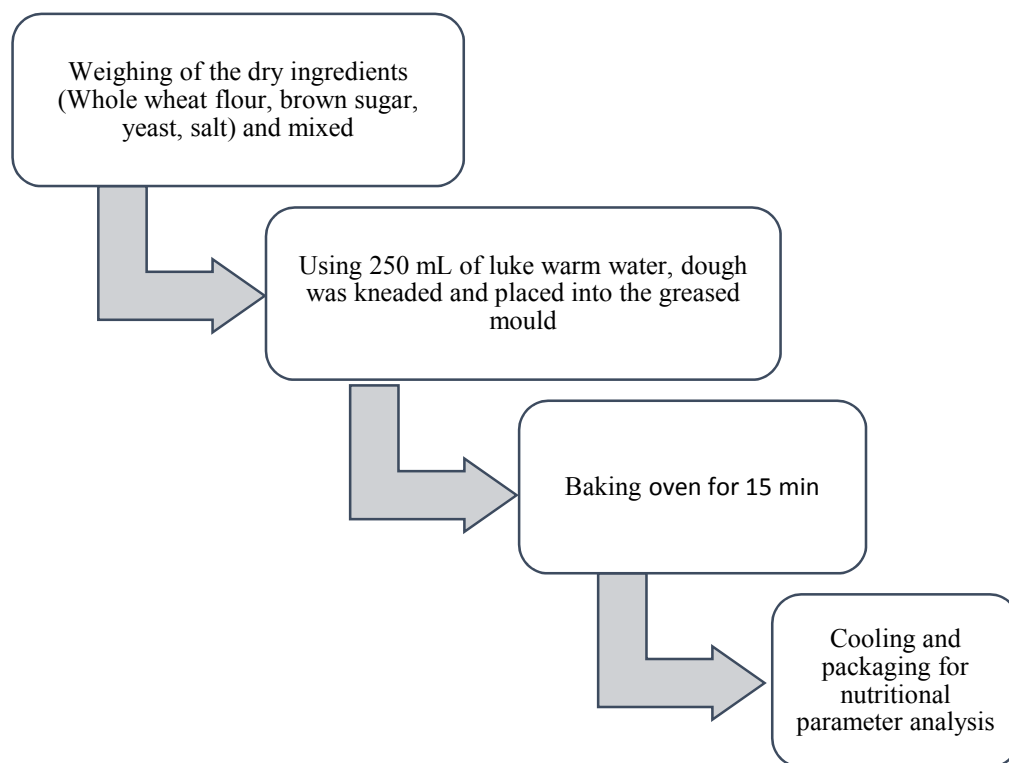 Weighing of the dry ingredients
(Whole wheat flour, brown sugar,
yeast, salt) and mixed
Using 250 mL of luke warm water, dough
was kneaded and placed into the greased
mould
Baking oven for 15 min
Cooling and
packaging for
nutritional
parameter analysis